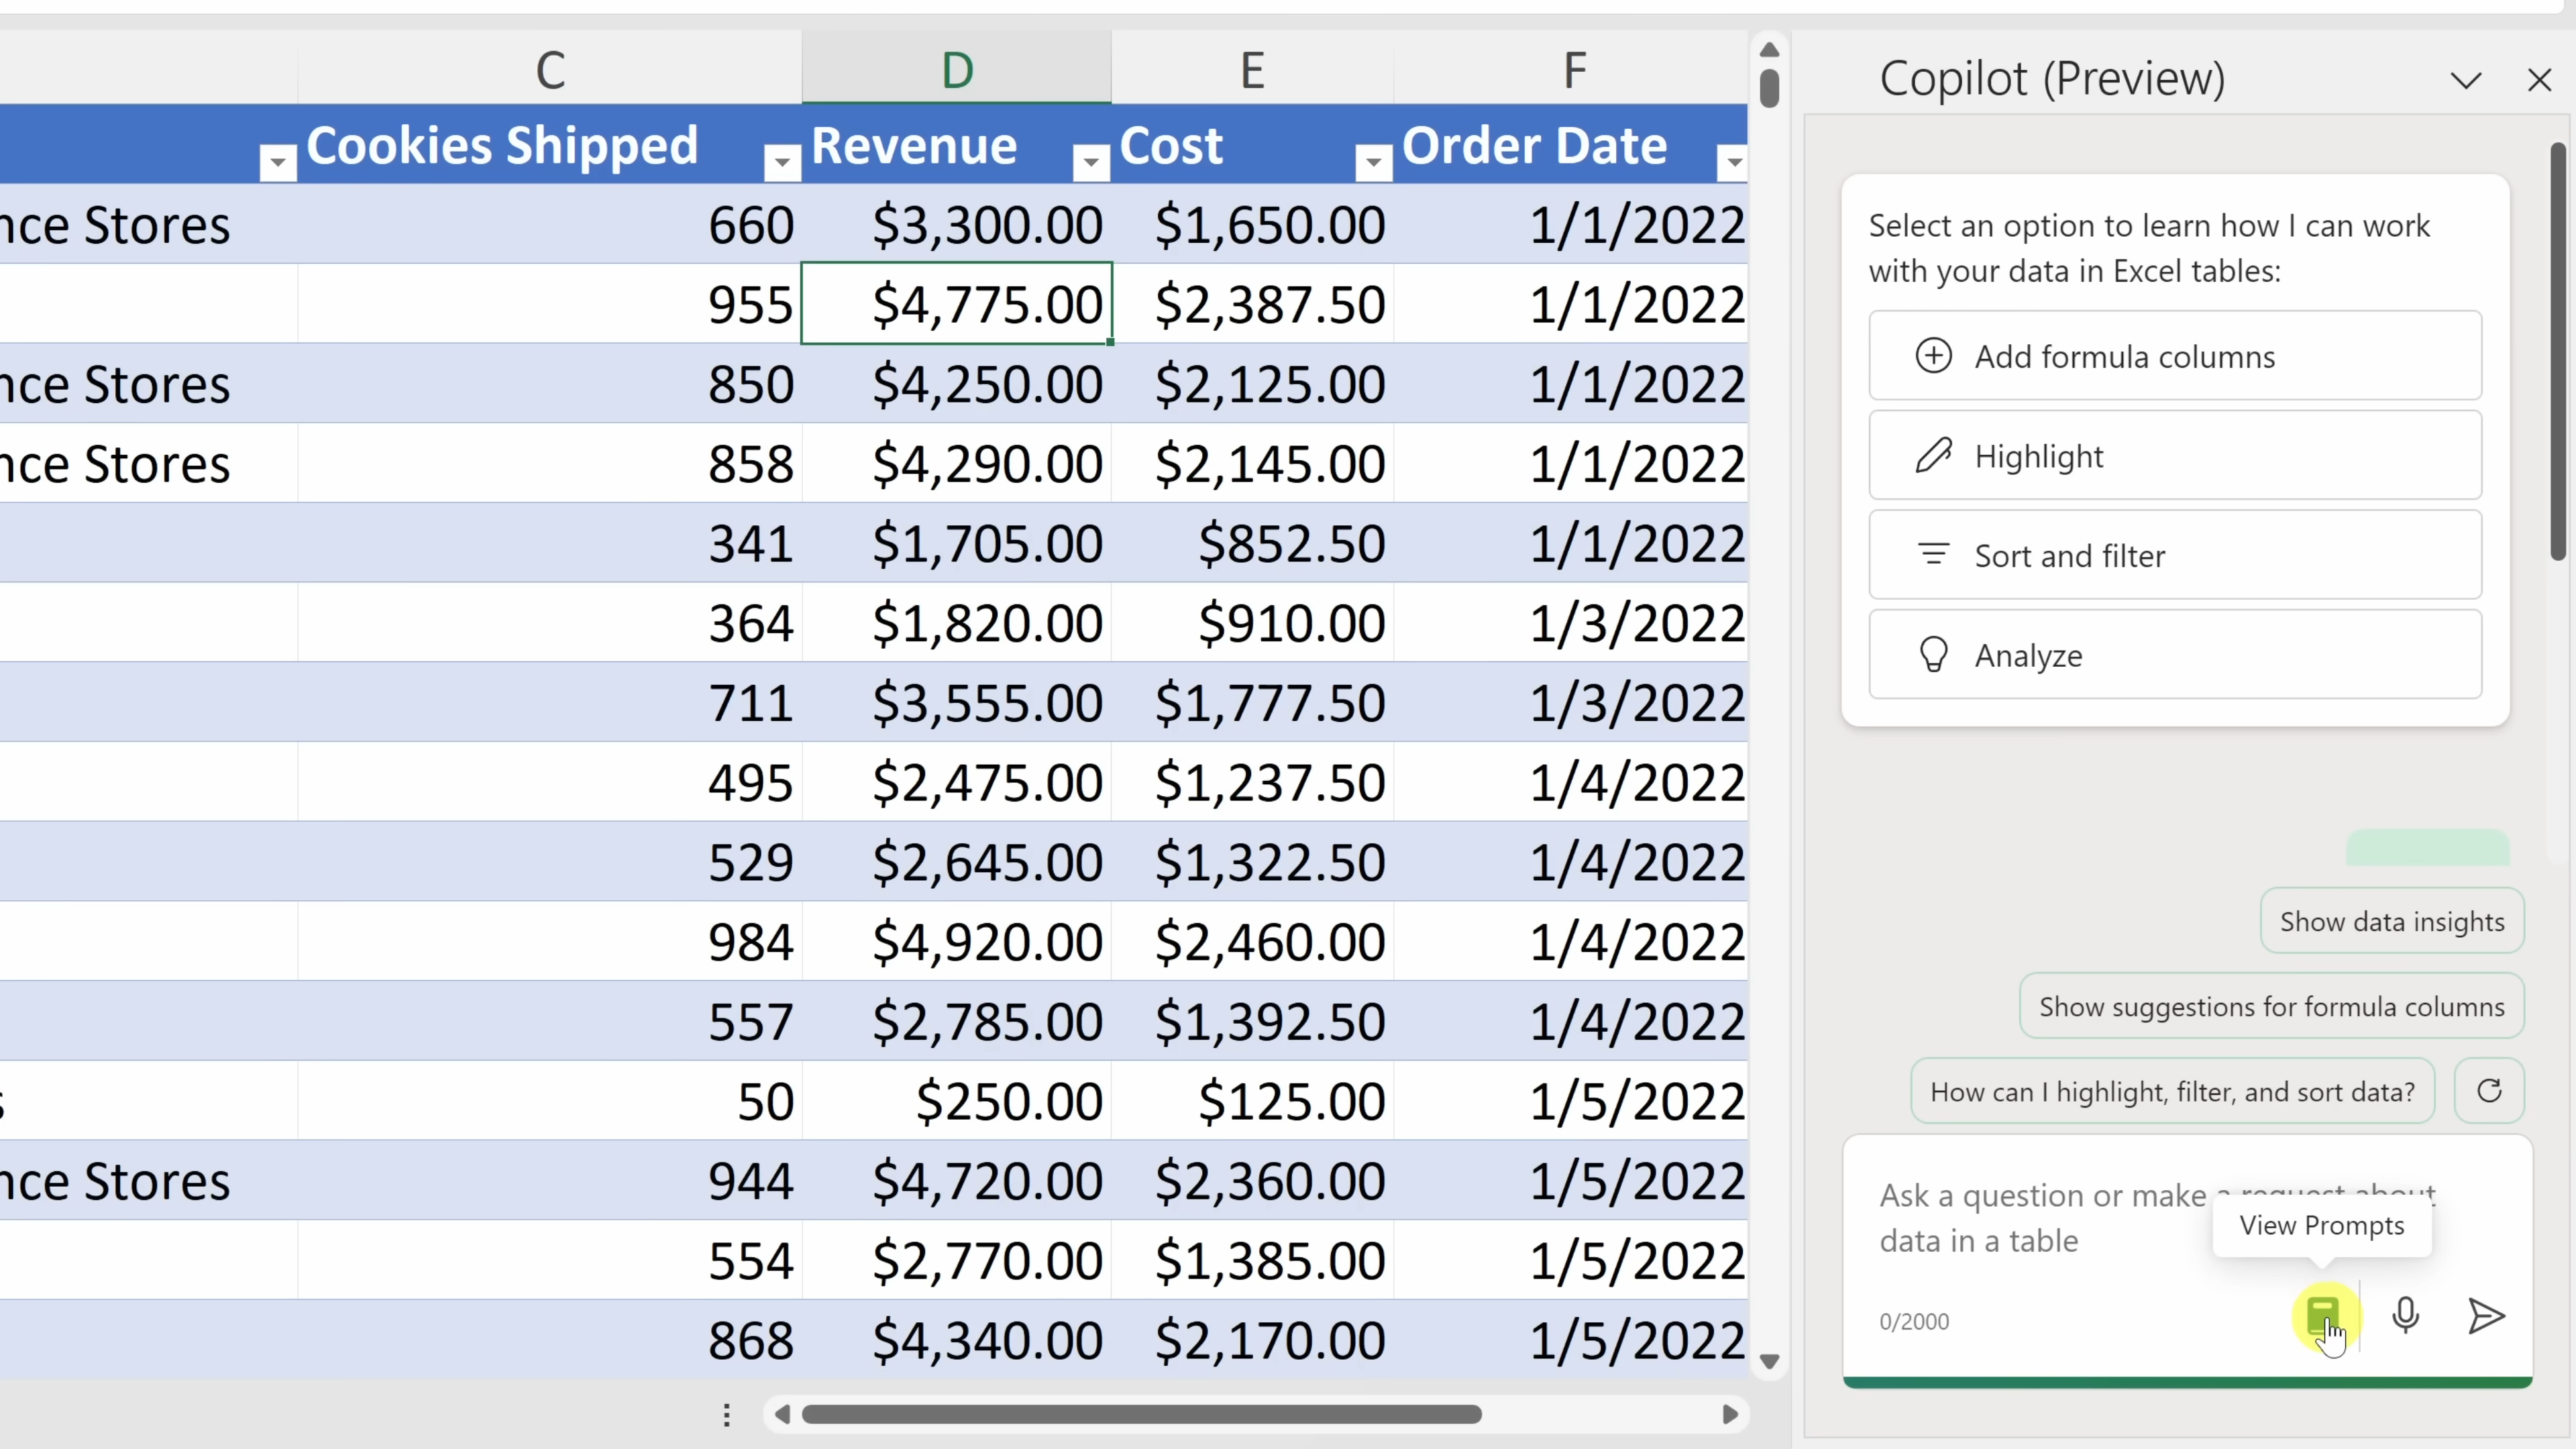 C D E F
Cookies Shipped Revenue Cost Order Date
nce Stores 660 $3,300.00 $1,650.00 1/1/2022
955 $4,775.00 $2,387.50 1/1/2022
nce Stores 850 $4,250.00 $2,125.00 1/1/2022
nce Stores 858 $4,290.00 $2,145.00 1/1/2022
341 $1,705.00 $852.50 1/1/2022
364 $1,820.00 $910.00 1/3/2022
711 $3,555.00 $1,777.50 1/3/2022
495 $2,475.00 $1,237.50 1/4/2022
529 $2,645.00 $1,322.50 1/4/2022
984 $4,920.00 $2,460.00 1/4/2022
557 $2,785.00 $1,392.50 1/4/2022
s 50 $250.00 $125.00 1/5/2022
nce Stores 944 $4,720.00 $2,360.00 1/5/2022
554 $2,770.00 $1,385.00 1/5/2022
868 $4,340.00 $2,170.00 1/5/2022
Copilot (Preview)
Select an option to learn how I can work
with your data in Excel tables:
Add formula columns
Highlight
Sort and filter
Analyze
Show data insights
Show suggestions for formula columns
How can I highlight, filter, and sort data?
Ask a question or make a request about
data in a table
View Prompts
0/2000